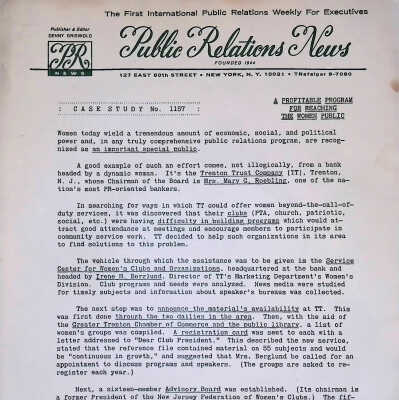 The First International Public Relations Weekly For Executives
Publisher & Editor
DENNY GRISWOLD
PR
NEWS
Public Relations News
FOUNDED 1944
127 EAST 80TH STREET • NEW YORK, N. Y. 10021 • TRafalgar 9-7090
CASE STUDY No. 1187
A PROFITABLE PROGRAM
FOR REACHING
THE WOMEN PUBLIC
Women today wield a tremendous amount of economic, social, and political
power and, in any truly comprehensive public relations program, are recog-
nized as an important special public.
A good example of such an effort comes, not illogically, from a bank
headed by a dynamic woman. It's the Trenton Trust Company [TT], Trenton,
N. J., whose Chairman of the Board is Mrs. Mary G. Roebling, one of the na-
tion's most PR-oriented bankers.
In searching for ways in which TT could offer women beyond-the-call-of-
duty services, it was discovered that their clubs (PTA, church, patriotic,
social, etc.) were having difficulty in building programs which would at-
tract good attendance at meetings and encourage members to participate in
community service work. TT decided to help such organizations in its area
to find solutions to this problem.
The vehicle through which the assistance was to be given is the Service
Center for Women's Clubs and Organizations, headquartered at the bank and
headed by Irene H. Berglund, Director of TT's Marketing Department's Women's
Division. Club programs and needs were analyzed. News media were studied
for timely subjects and information about speaker's bureaus was collected.
The next step was to announce the material's availability at TT. This
was first done through the two dailies in the area. Then, with the aid of
the Greater Trenton Chamber of Commerce and the public library, a list of
women's groups was compiled. A registration card was sent to each with a
letter addressed to "Dear Club President." This described the new service,
stated that the reference file contained material on 85 subjects and would
be "continuous in growth," and suggested that Mrs. Berglund be called for an
appointment to discuss programs and speakers. (The groups are asked to re-
register each year.)
Next, a sixteen-member Advisory Board was established. (Its chairman is
a former President of the New Jersey Federation of Women's Clubs.) The fif-